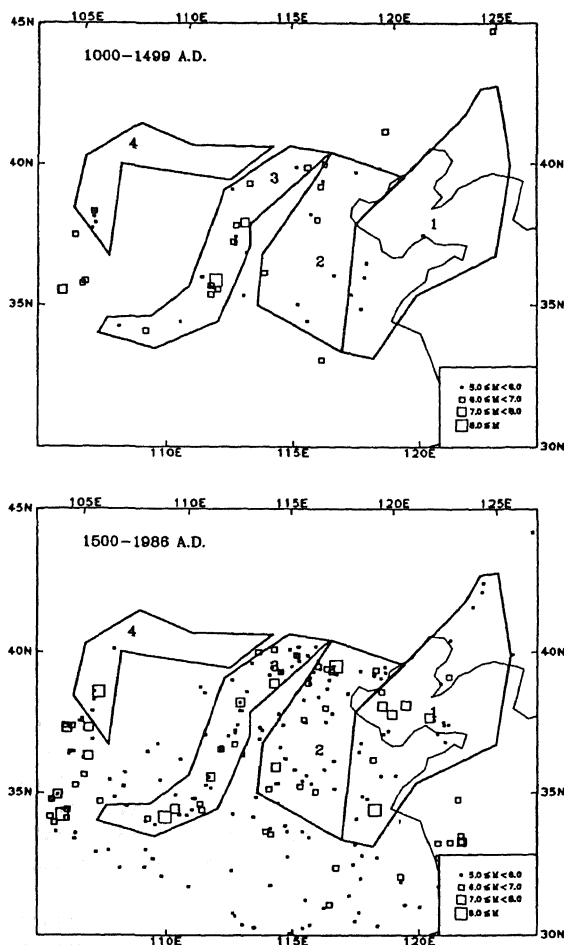 105E 110E 115E 120E 125E
45N
1000-1499 A.D.
4
40N 40N
3
1
2
35N 35N
5.0 ≤ M < 6.0
6.0 ≤ M < 7.0
7.0 ≤ M < 8.0
8.0 ≤ M
30N
110E 115E 120E
105E 110E 115E 120E 125E
45N
1500-1986 A.D.
4
40N 40N
3
1
2
35N 35N
5.0 ≤ M < 6.0
6.0 ≤ M < 7.0
7.0 ≤ M < 8.0
8.0 ≤ M
30N
110E 115E 120E